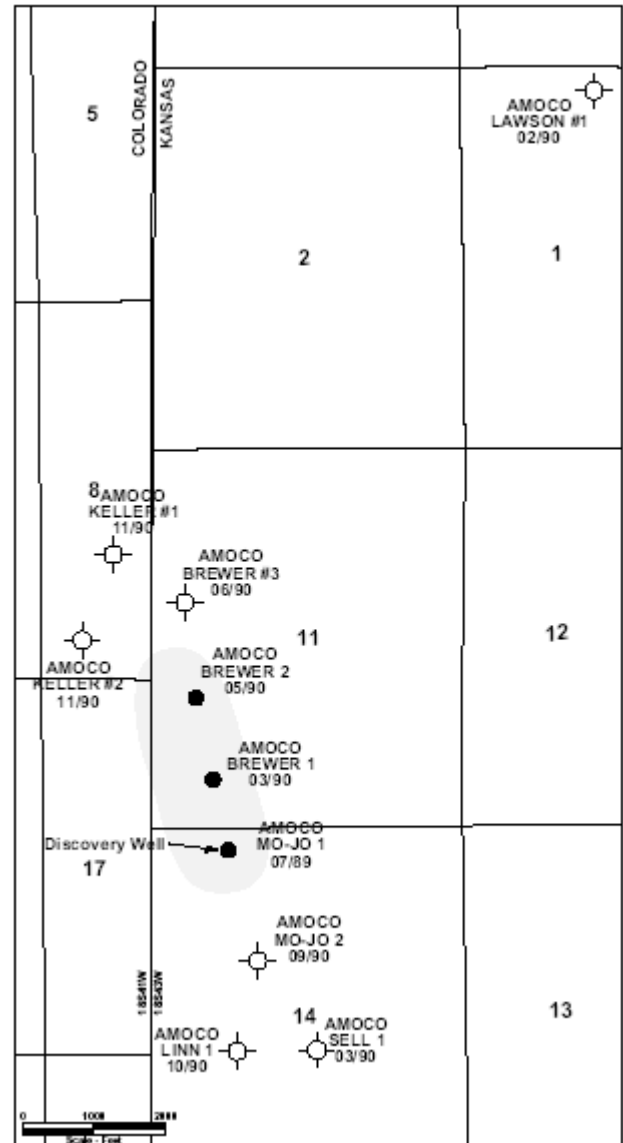 COLORADO
KANSAS
5
AMOCO
LAWSON #1
02/90
2
1
8
AMOCO
KELLER #1
11/90
AMOCO
BREWER #3
06/90
11
12
AMOCO
KELLER #2
11/90
AMOCO
BREWER 2
05/90
AMOCO
BREWER 1
03/90
Discovery Well
AMOCO
MO-JO 1
07/89
17
AMOCO
MO-JO 2
09/90
14
13
AMOCO
LINN 1
10/90
AMOCO
SELL 1
03/90
0 1000 2000
Scale - Feet